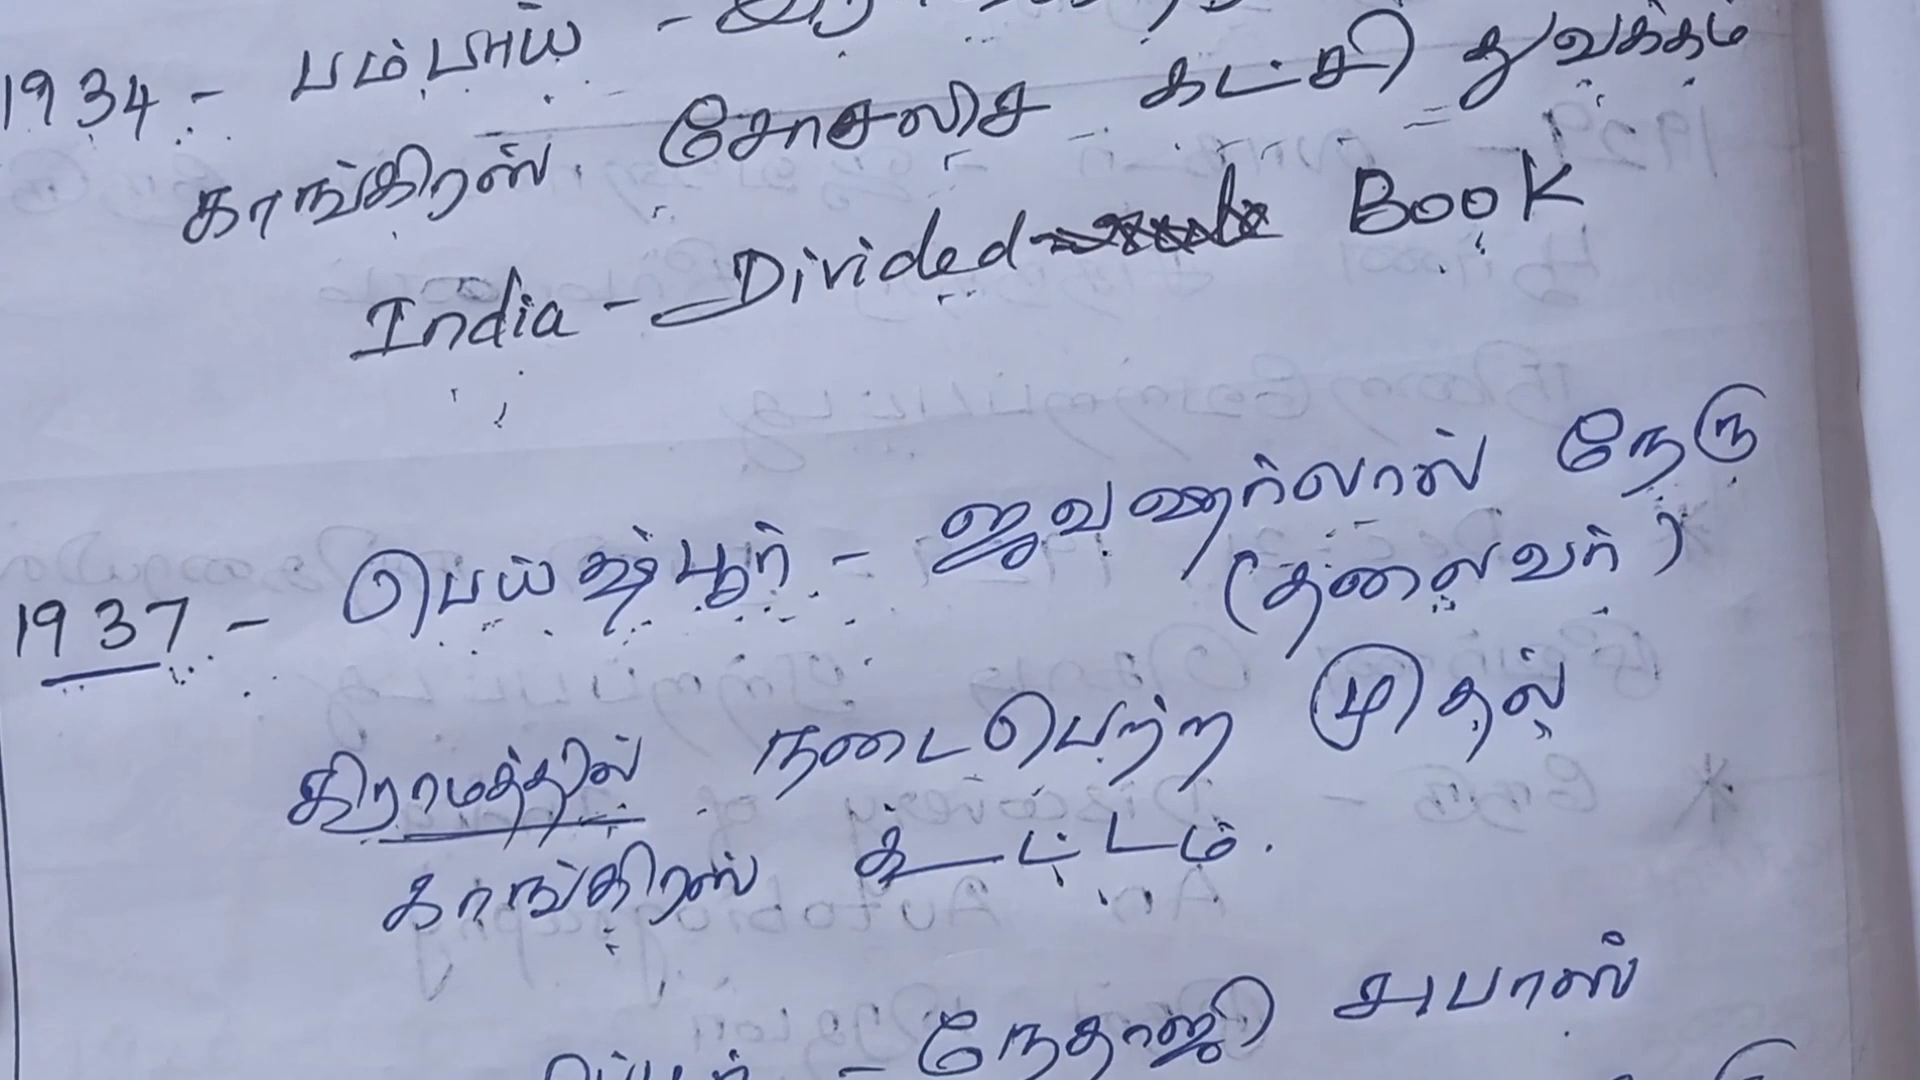 1934 - பம்பாய் -
காங்கிரஸ் சோசலிச கட்சி துவக்கம்
India - Divided Book
1937 - பெய்ஷ்பூர் - ஜவஹர்லால் நேரு
(தலைவர்)
கிராமத்தில் நடைபெற்ற முதல்
காங்கிரஸ் கூட்டம்.
- நேதாஜி சுபாஸ்